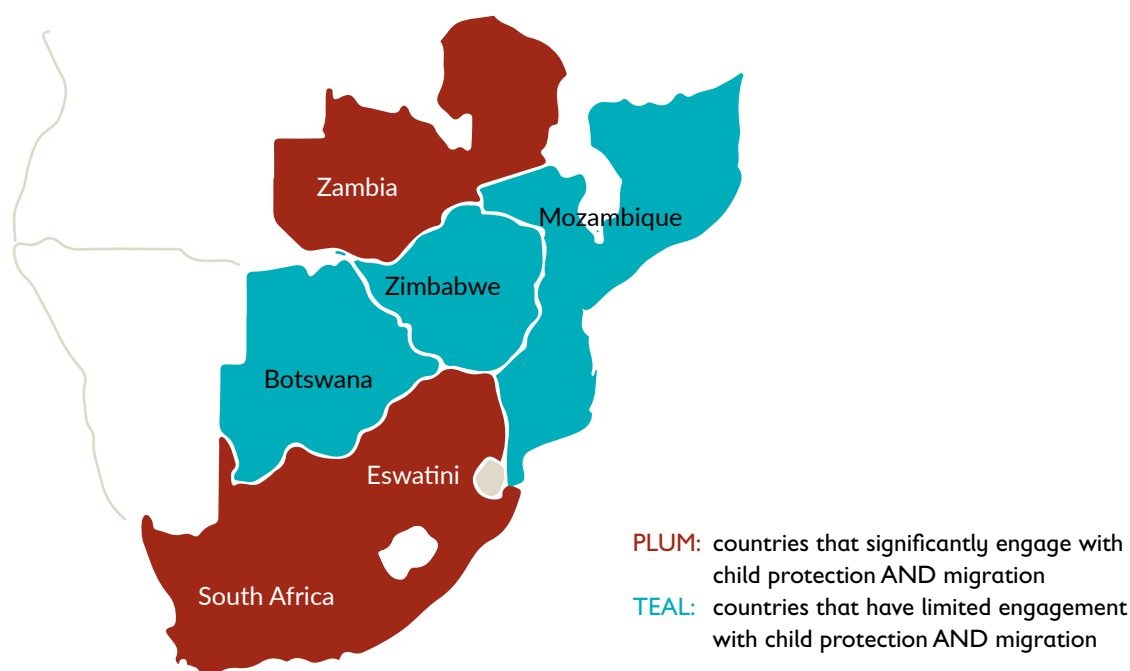 Zambia
Mozambique
Zimbabwe
Botswana
Eswatini
South Africa
PLUM: countries that significantly engage with
child protection AND migration
TEAL: countries that have limited engagement
with child protection AND migration